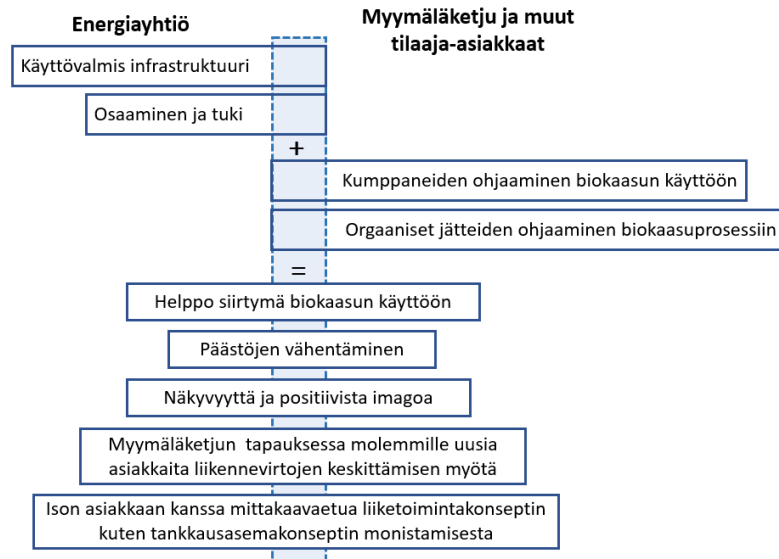 Energiayhtiö
Myymäläketju ja muut
tilaaja-asiakkaat
Käyttövalmis infrastruktuuri
Osaaminen ja tuki
+
Kumppaneiden ohjaaminen biokaasun käyttöön
Orgaaniset jätteiden ohjaaminen biokaasuprosessiin
=
Helppo siirtymä biokaasun käyttöön
Päästöjen vähentäminen
Näkyvyyttä ja positiivista imagoa
Myymäläketjun tapauksessa molemmille uusia
asiakkaita liikennevirtojen keskittämisen myötä
Ison asiakkaan kanssa mittakaavaetua liiketoimintakonseptin
kuten tankkausasemakonseptin monistamisesta